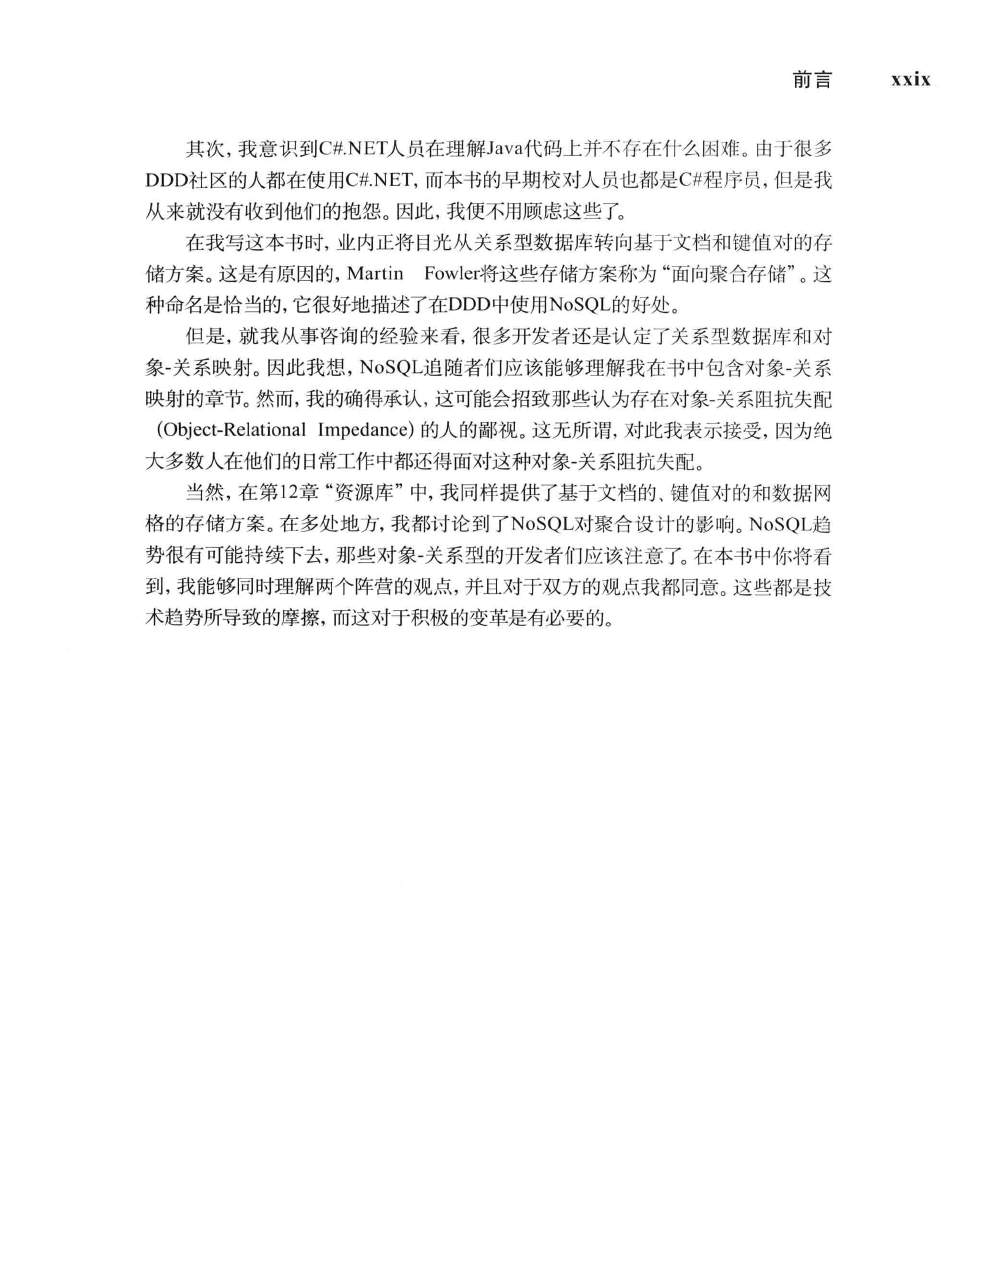 前言 xxix
其次，我意识到C#.NET人员在理解Java代码上并不存在什么困难。由于很多
DDD社区的人都在使用C#.NET，而本书的早期校对人员也都是C#程序员，但是我
从来就没有收到他们的抱怨。因此，我便不用顾虑这些了。
在我写这本书时，业内正将目光从关系型数据库转向基于文档和键值对的存
储方案。这是有原因的，Martin Fowler将这些存储方案称为“面向聚合存储”。这
种命名是恰当的，它很好地描述了在DDD中使用NoSQL的好处。
但是，就我从事咨询的经验来看，很多开发者还是认定了关系型数据库和对
象-关系映射。因此我想，NoSQL追随者们应该能够理解我在书中包含对象-关系
映射的章节。然而，我的确得承认，这可能会招致那些认为存在对象-关系阻抗失配
（Object-Relational Impedance）的人的鄙视。这无所谓，对此我表示接受，因为绝
大多数人在他们的日常工作中都还得面对这种对象-关系阻抗失配。
当然，在第12章“资源库”中，我同样提供了基于文档的、键值对的和数据网
格的存储方案。在多处地方，我都讨论到了NoSQL对聚合设计的影响。NoSQL趋
势很有可能持续下去，那些对象-关系型的开发者们应该注意了。在本书中你将看
到，我能够同时理解两个阵营的观点，并且对于双方的观点我都同意。这些都是技
术趋势所导致的摩擦，而这对于积极的变革是有必要的。